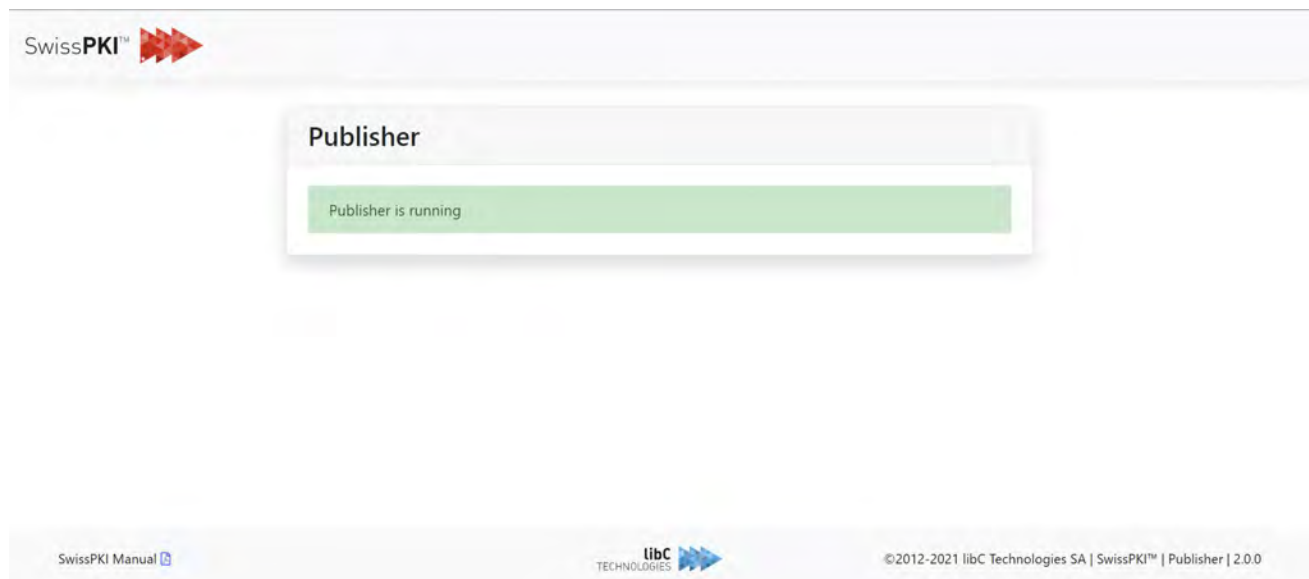 SwissPKI™
Publisher
Publisher is running
SwissPKI Manual
libC
TECHNOLOGIES
©2012-2021 libC Technologies SA | SwissPKI™ | Publisher | 2.0.0